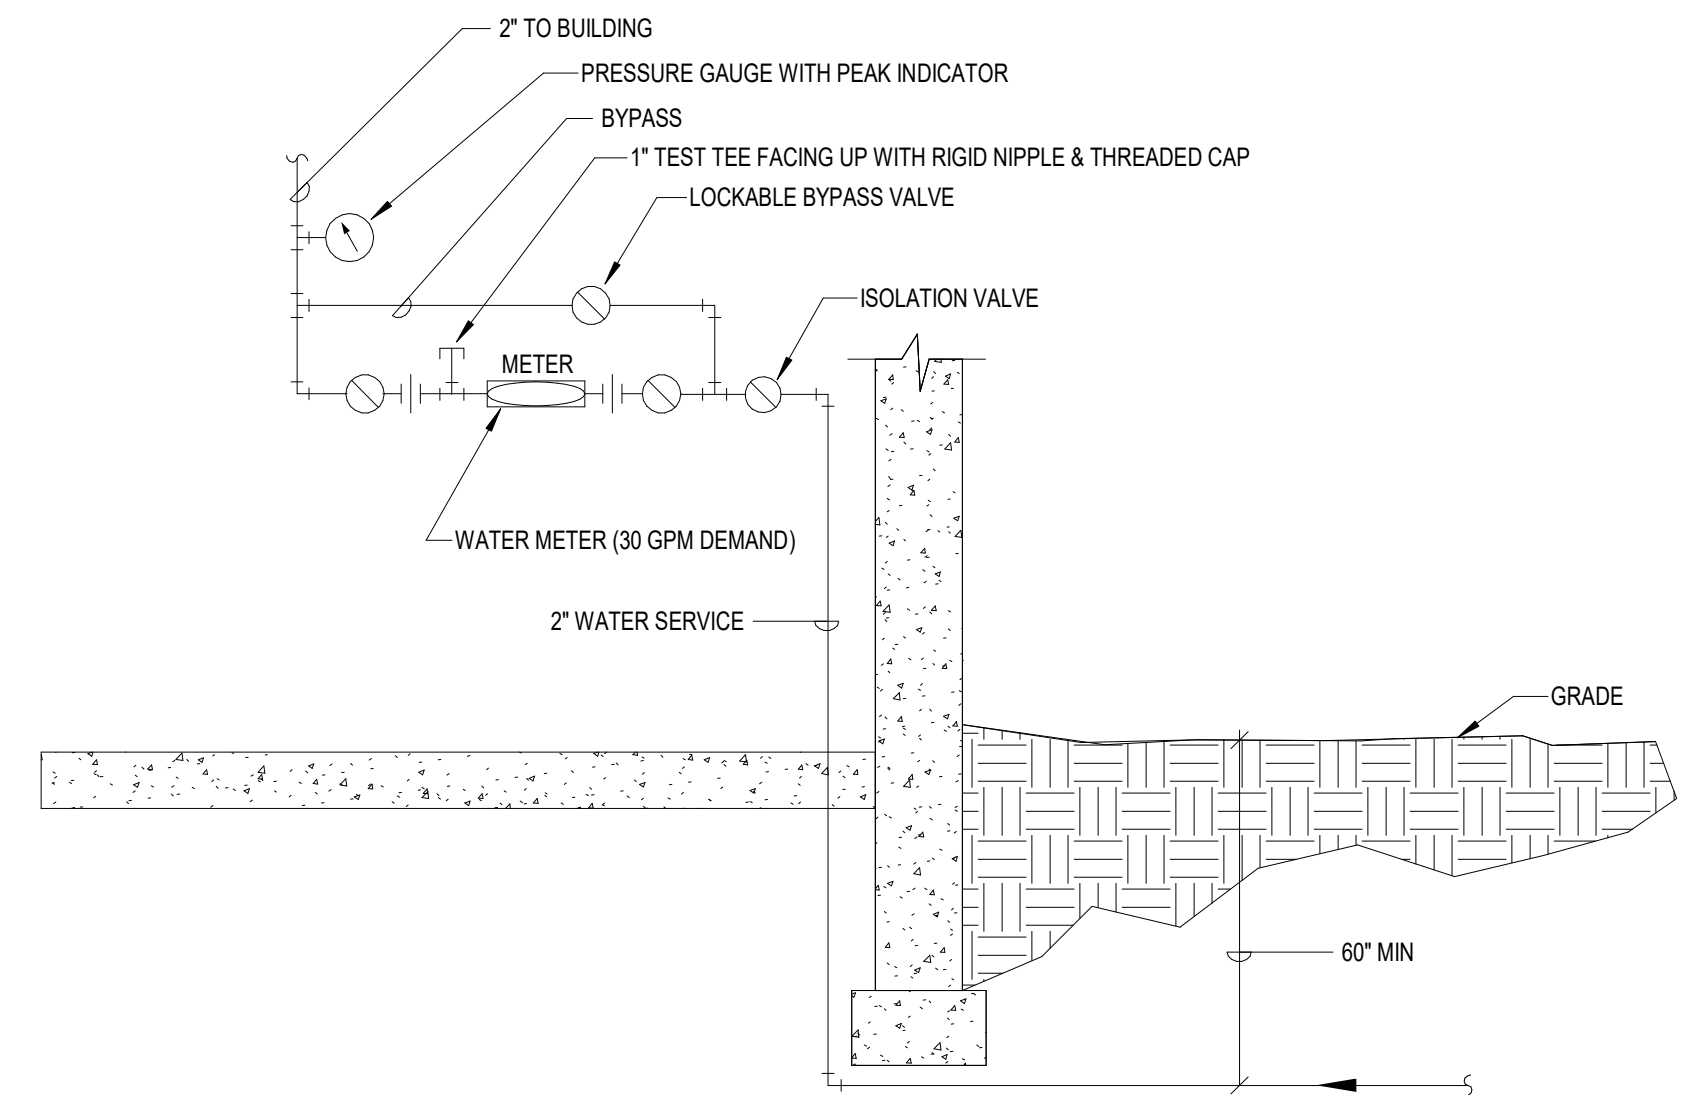 2" TO BUILDING
PRESSURE GAUGE WITH PEAK INDICATOR
BYPASS
1" TEST TEE FACING UP WITH RIGID NIPPLE & THREADED CAP
LOCKABLE BYPASS VALVE
ISOLATION VALVE
METER
WATER METER (30 GPM DEMAND)
2" WATER SERVICE
GRADE
60" MIN